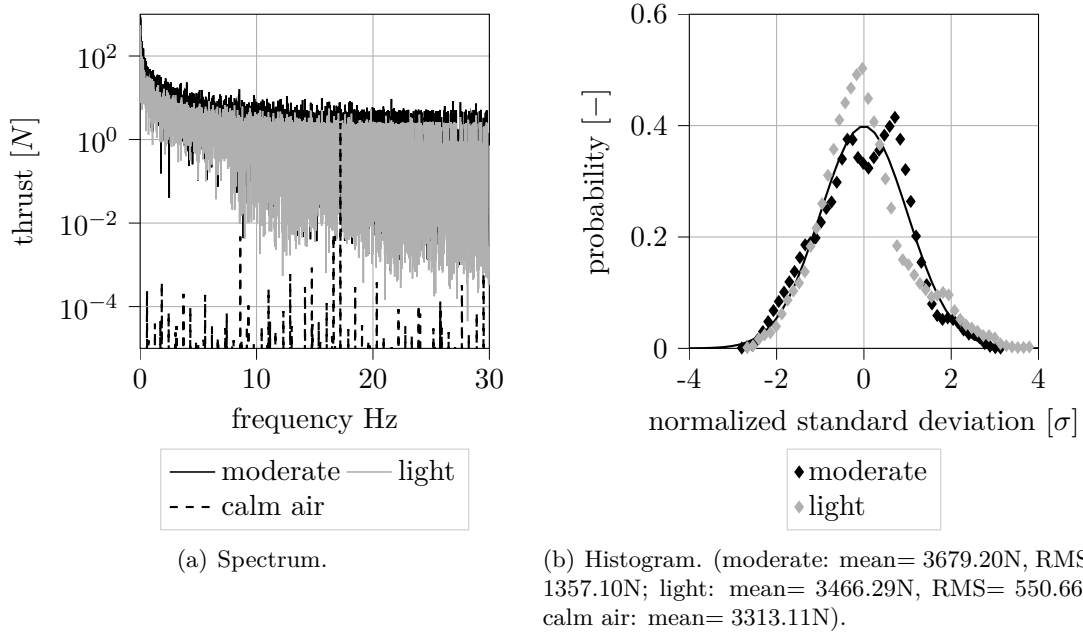 10^2
10^0
10^−2
10^−4
thrust [N]
0 10 20 30
frequency Hz
moderate light
calm air
(a) Spectrum.
0.6
0.4
0.2
0
probability [−]
-4 -2 0 2 4
normalized standard deviation [σ]
moderate
light
(b) Histogram. (moderate: mean= 3679.20N, RMS
1357.10N; light: mean= 3466.29N, RMS= 550.66
calm air: mean= 3313.11N).